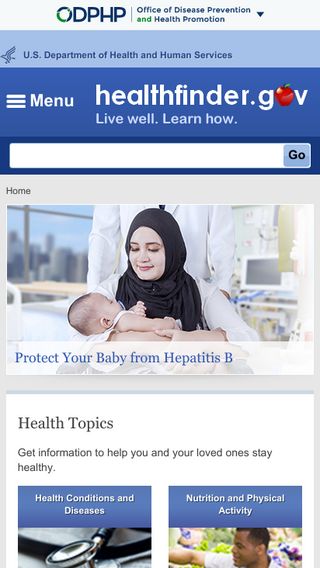 ODPHP Office of Disease Prevention
and Health Promotion
U.S. Department of Health and Human Services
Menu healthfinder.gov
Live well. Learn how.
Go
Home
Protect Your Baby from Hepatitis B
Health Topics
Get information to help you and your loved ones stay
healthy.
Health Conditions and
Diseases
Nutrition and Physical
Activity